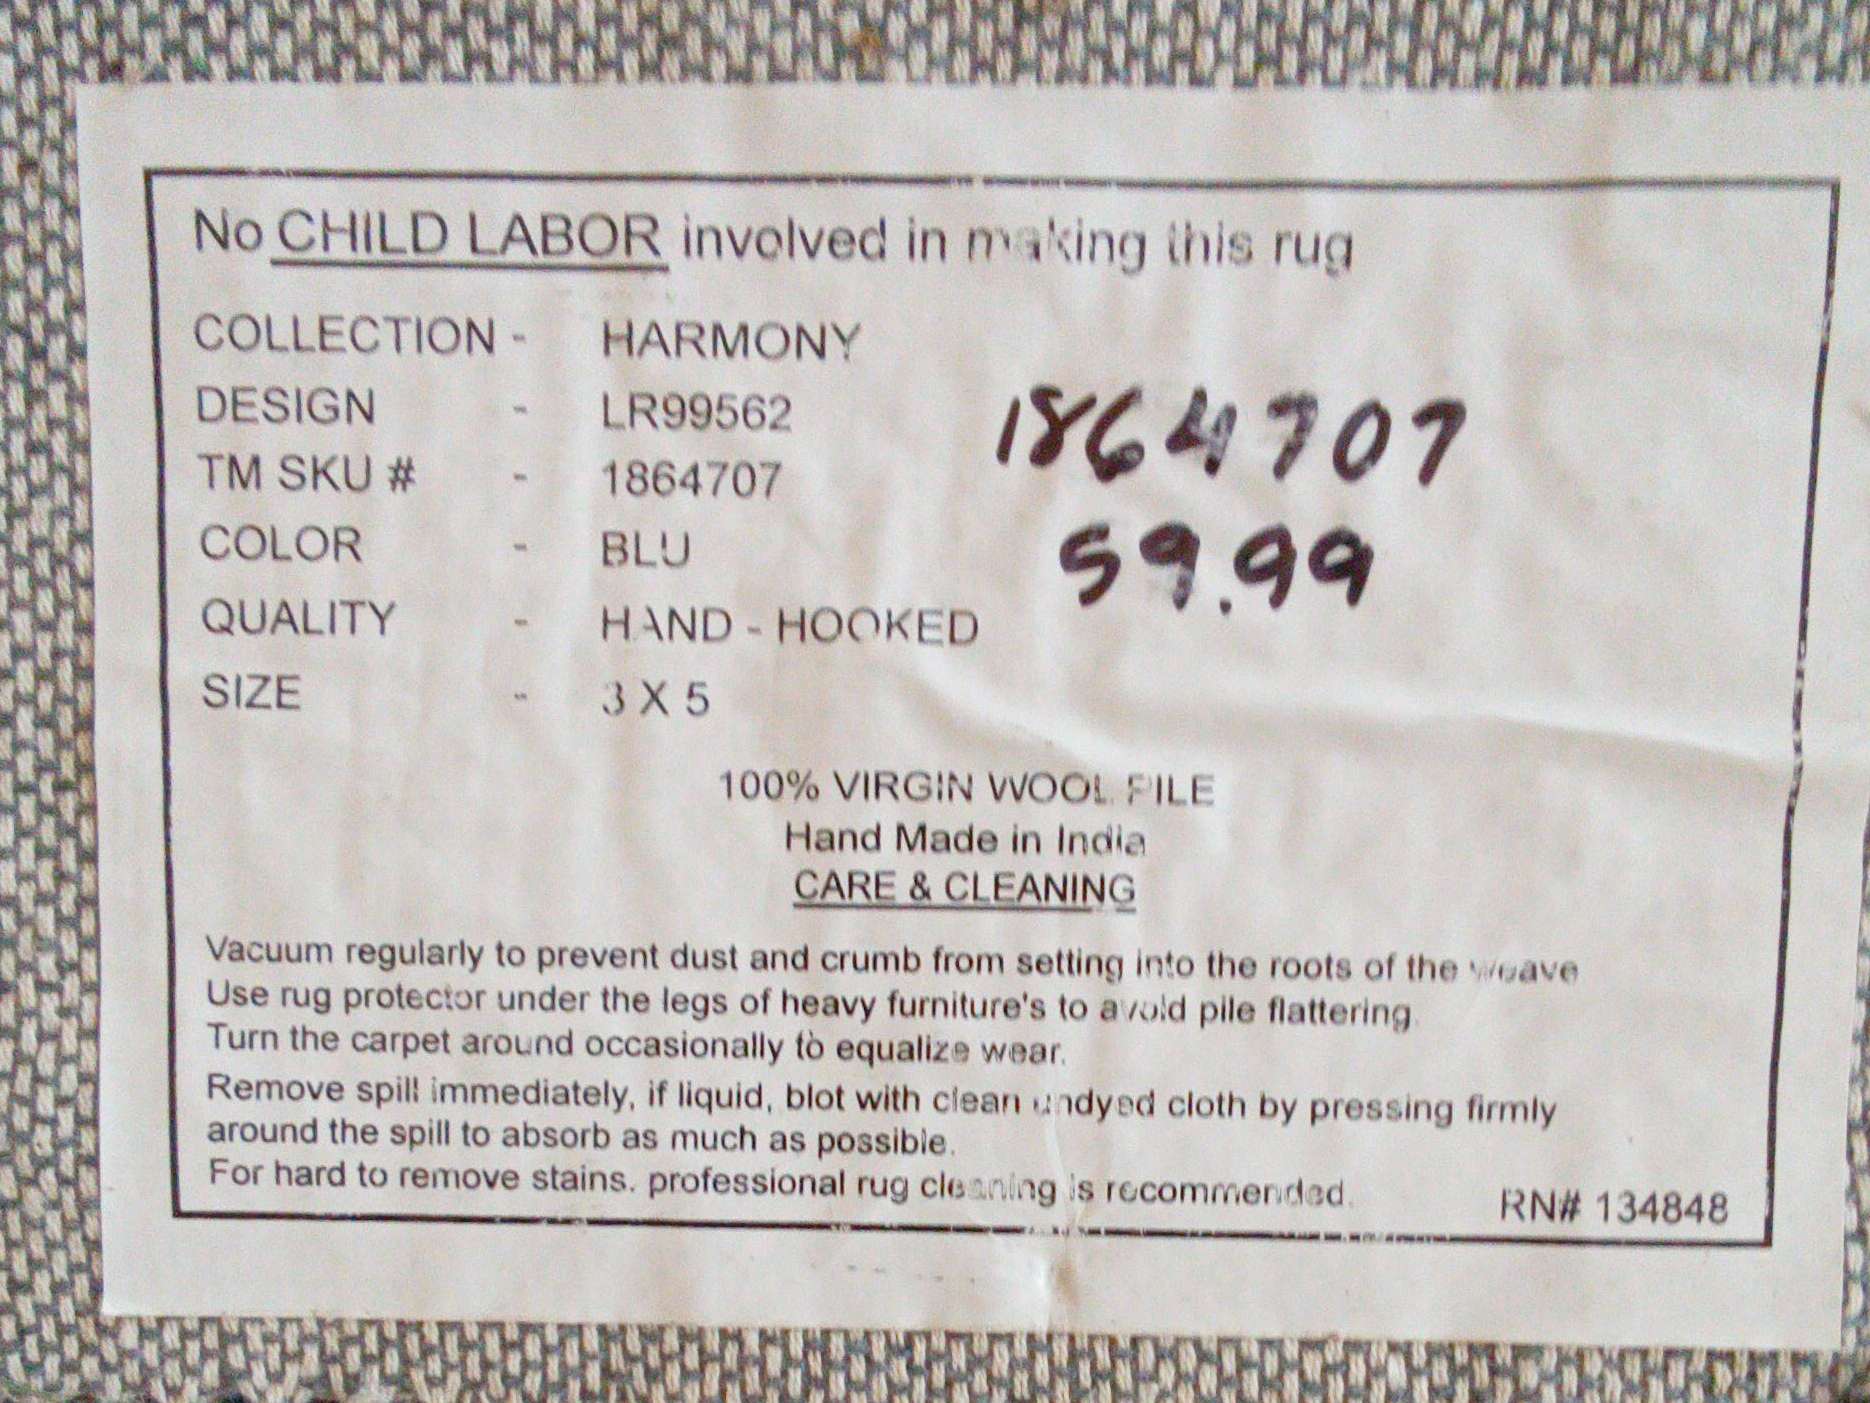 No CHILD LABOR involved in making this rug
COLLECTION - HARMONY
DESIGN - LR99562
TM SKU # - 1864707
1864707
COLOR - BLU
59.99
QUALITY - HAND - HOOKED
SIZE - 3 X 5
100% VIRGIN WOOL PILE
Hand Made in India
CARE & CLEANING
Vacuum regularly to prevent dust and crumb from setting into the roots of the weave
Use rug protector under the legs of heavy furniture's to avoid pile flattering
Turn the carpet around occasionally to equalize wear.
Remove spill immediately, if liquid, blot with clean undyed cloth by pressing firmly
around the spill to absorb as much as possible.
For hard to remove stains. professional rug cleaning is recommended.
RN# 134848